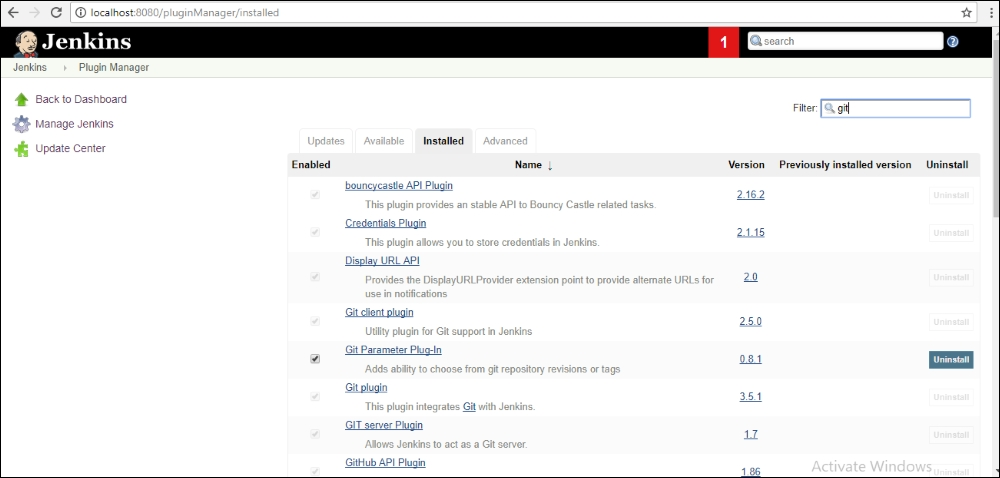 localhost:8080/pluginManager/installed
Jenkins
1
search
Jenkins › Plugin Manager
Back to Dashboard
Manage Jenkins
Update Center
Filter: git
Updates Available Installed Advanced
Enabled Name ↓ Version Previously installed version Uninstall
bouncycastle API Plugin
This plugin provides an stable API to Bouncy Castle related tasks.
2.16.2 Uninstall
Credentials Plugin
This plugin allows you to store credentials in Jenkins.
2.1.15 Uninstall
Display URL API
Provides the DisplayURLProvider extension point to provide alternate URLs for
use in notifications
2.0 Uninstall
Git client plugin
Utility plugin for Git support in Jenkins
2.5.0 Uninstall
Git Parameter Plug-In
Adds ability to choose from git repository revisions or tags
0.8.1 Uninstall
Git plugin
This plugin integrates Git with Jenkins.
3.5.1 Uninstall
GIT server Plugin
Allows Jenkins to act as a Git server.
1.7 Uninstall
GitHub API Plugin
1.86 Uninstall
Activate Windows